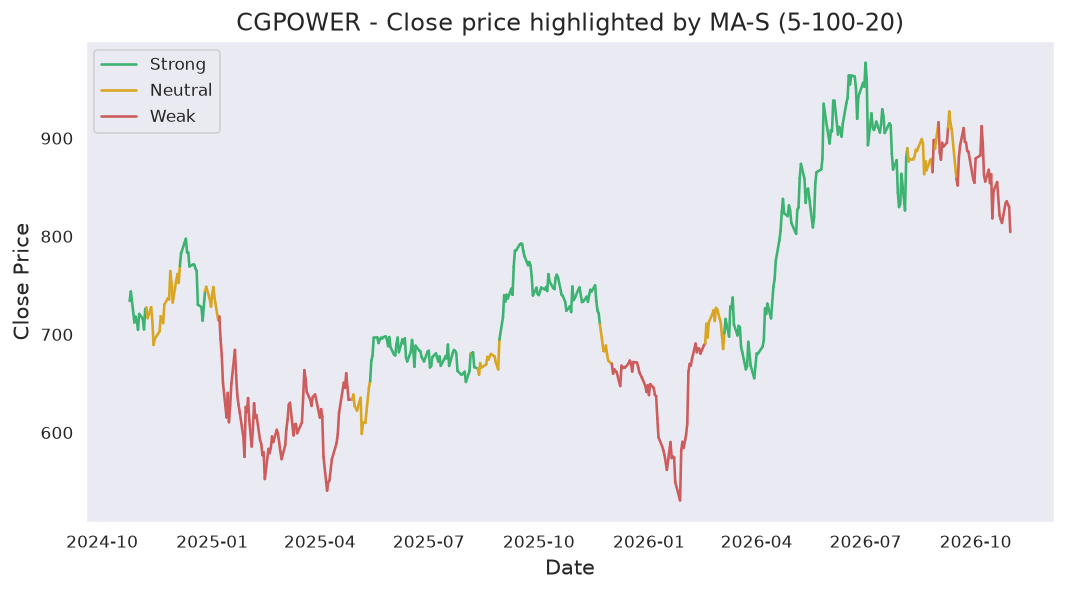 CGPOWER - Close price highlighted by MA-S (5-100-20)
Strong
Neutral
Weak
Close Price
900
800
700
600
2024-10
2025-01
2025-04
2025-07
2025-10
2026-01
2026-04
2026-07
2026-10
Date